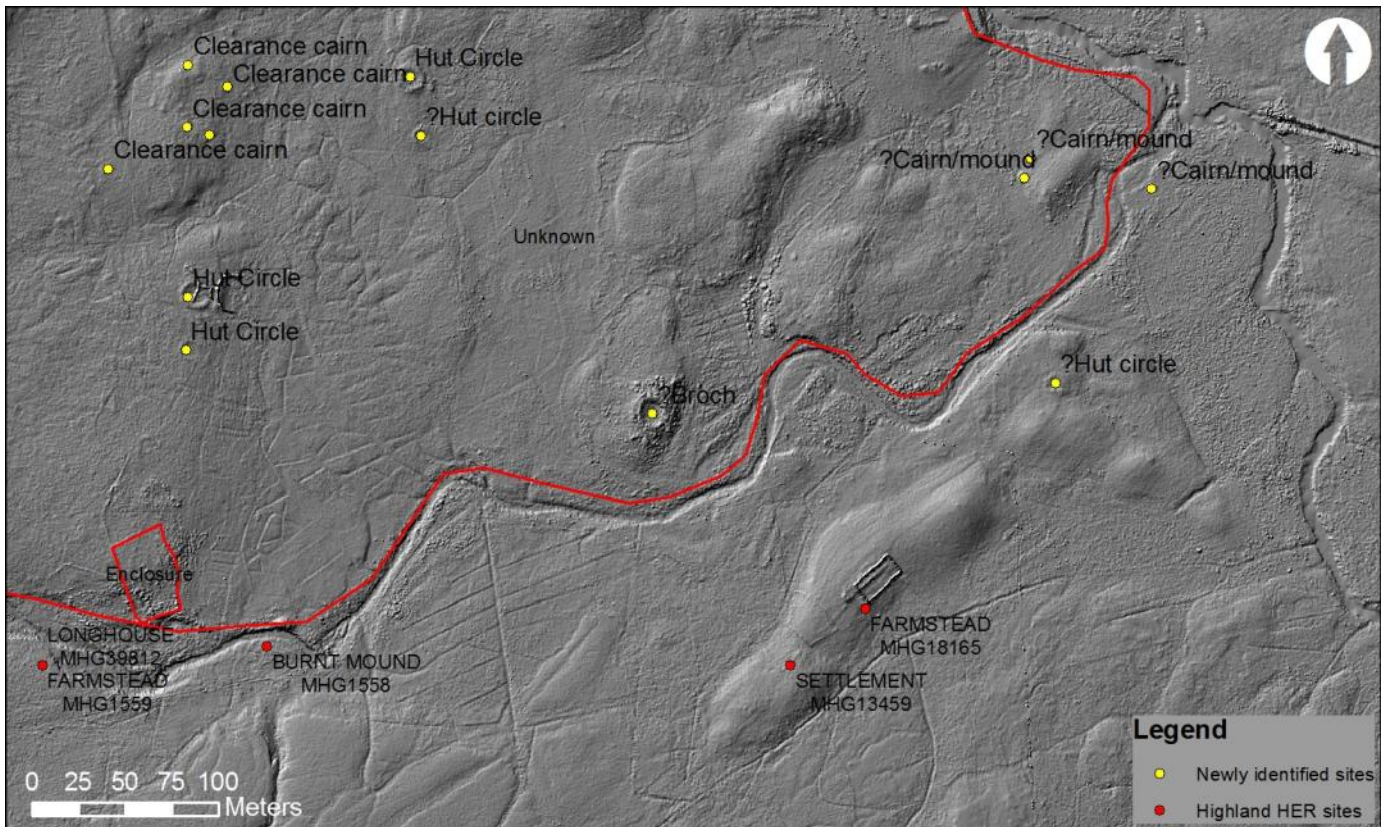 Clearance cairn
Clearance cairn
Hut Circle
Clearance cairn
?Hut circle
Clearance cairn
?Cairn/mound
?Cairn/mound
?Cairn/mound
Unknown
Hut Circle
Hut Circle
?Hut circle
?Broch
Enclosure
LONGHOUSE
MHG39812
FARMSTEAD
MHG1559
BURNT MOUND
MHG1558
FARMSTEAD
MHG18165
SETTLEMENT
MHG13459
0 25 50 75 100
Meters
Legend
Newly identified sites
Highland HER sites